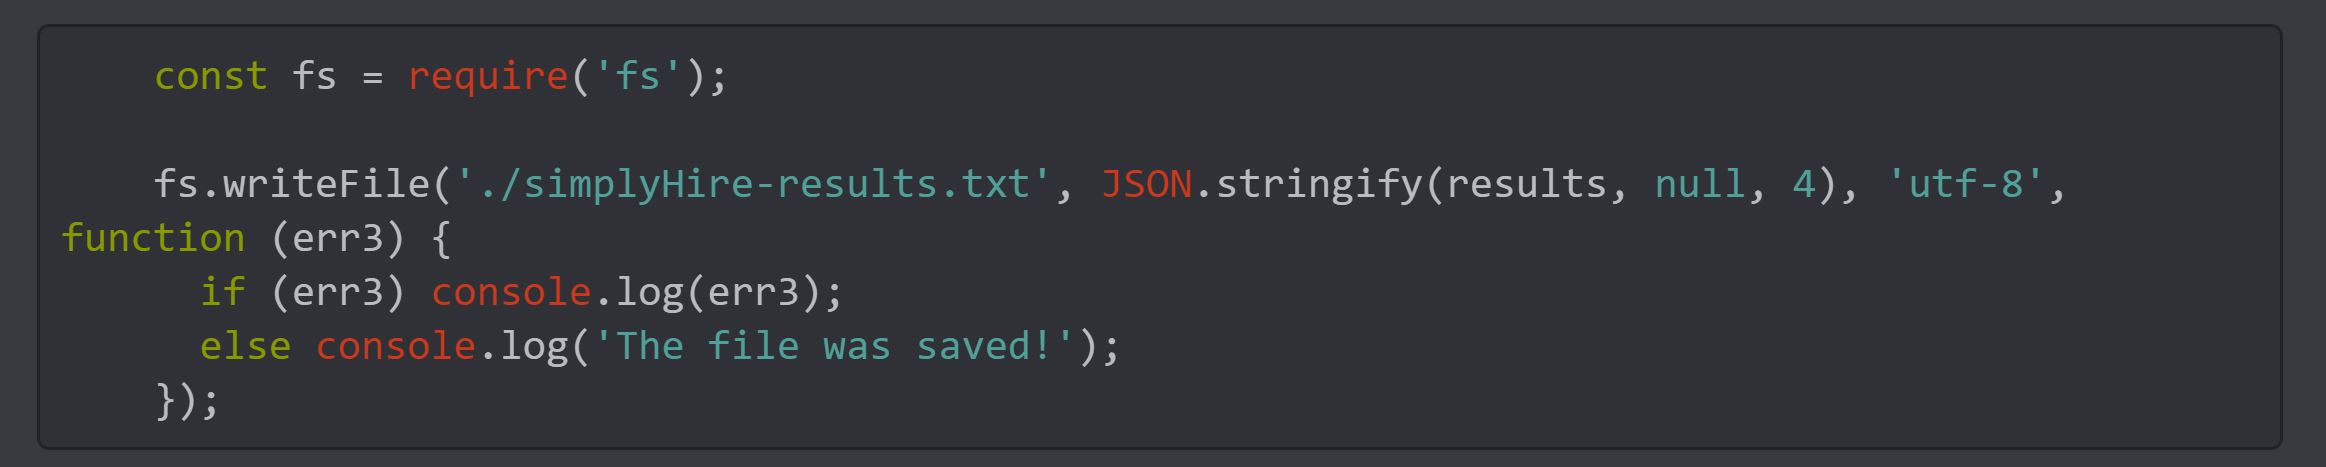 const fs = require('fs');
fs.writeFile('./simplyHire-results.txt', JSON.stringify(results, null, 4), 'utf-8',
function (err3) {
if (err3) console.log(err3);
else console.log('The file was saved!');
});